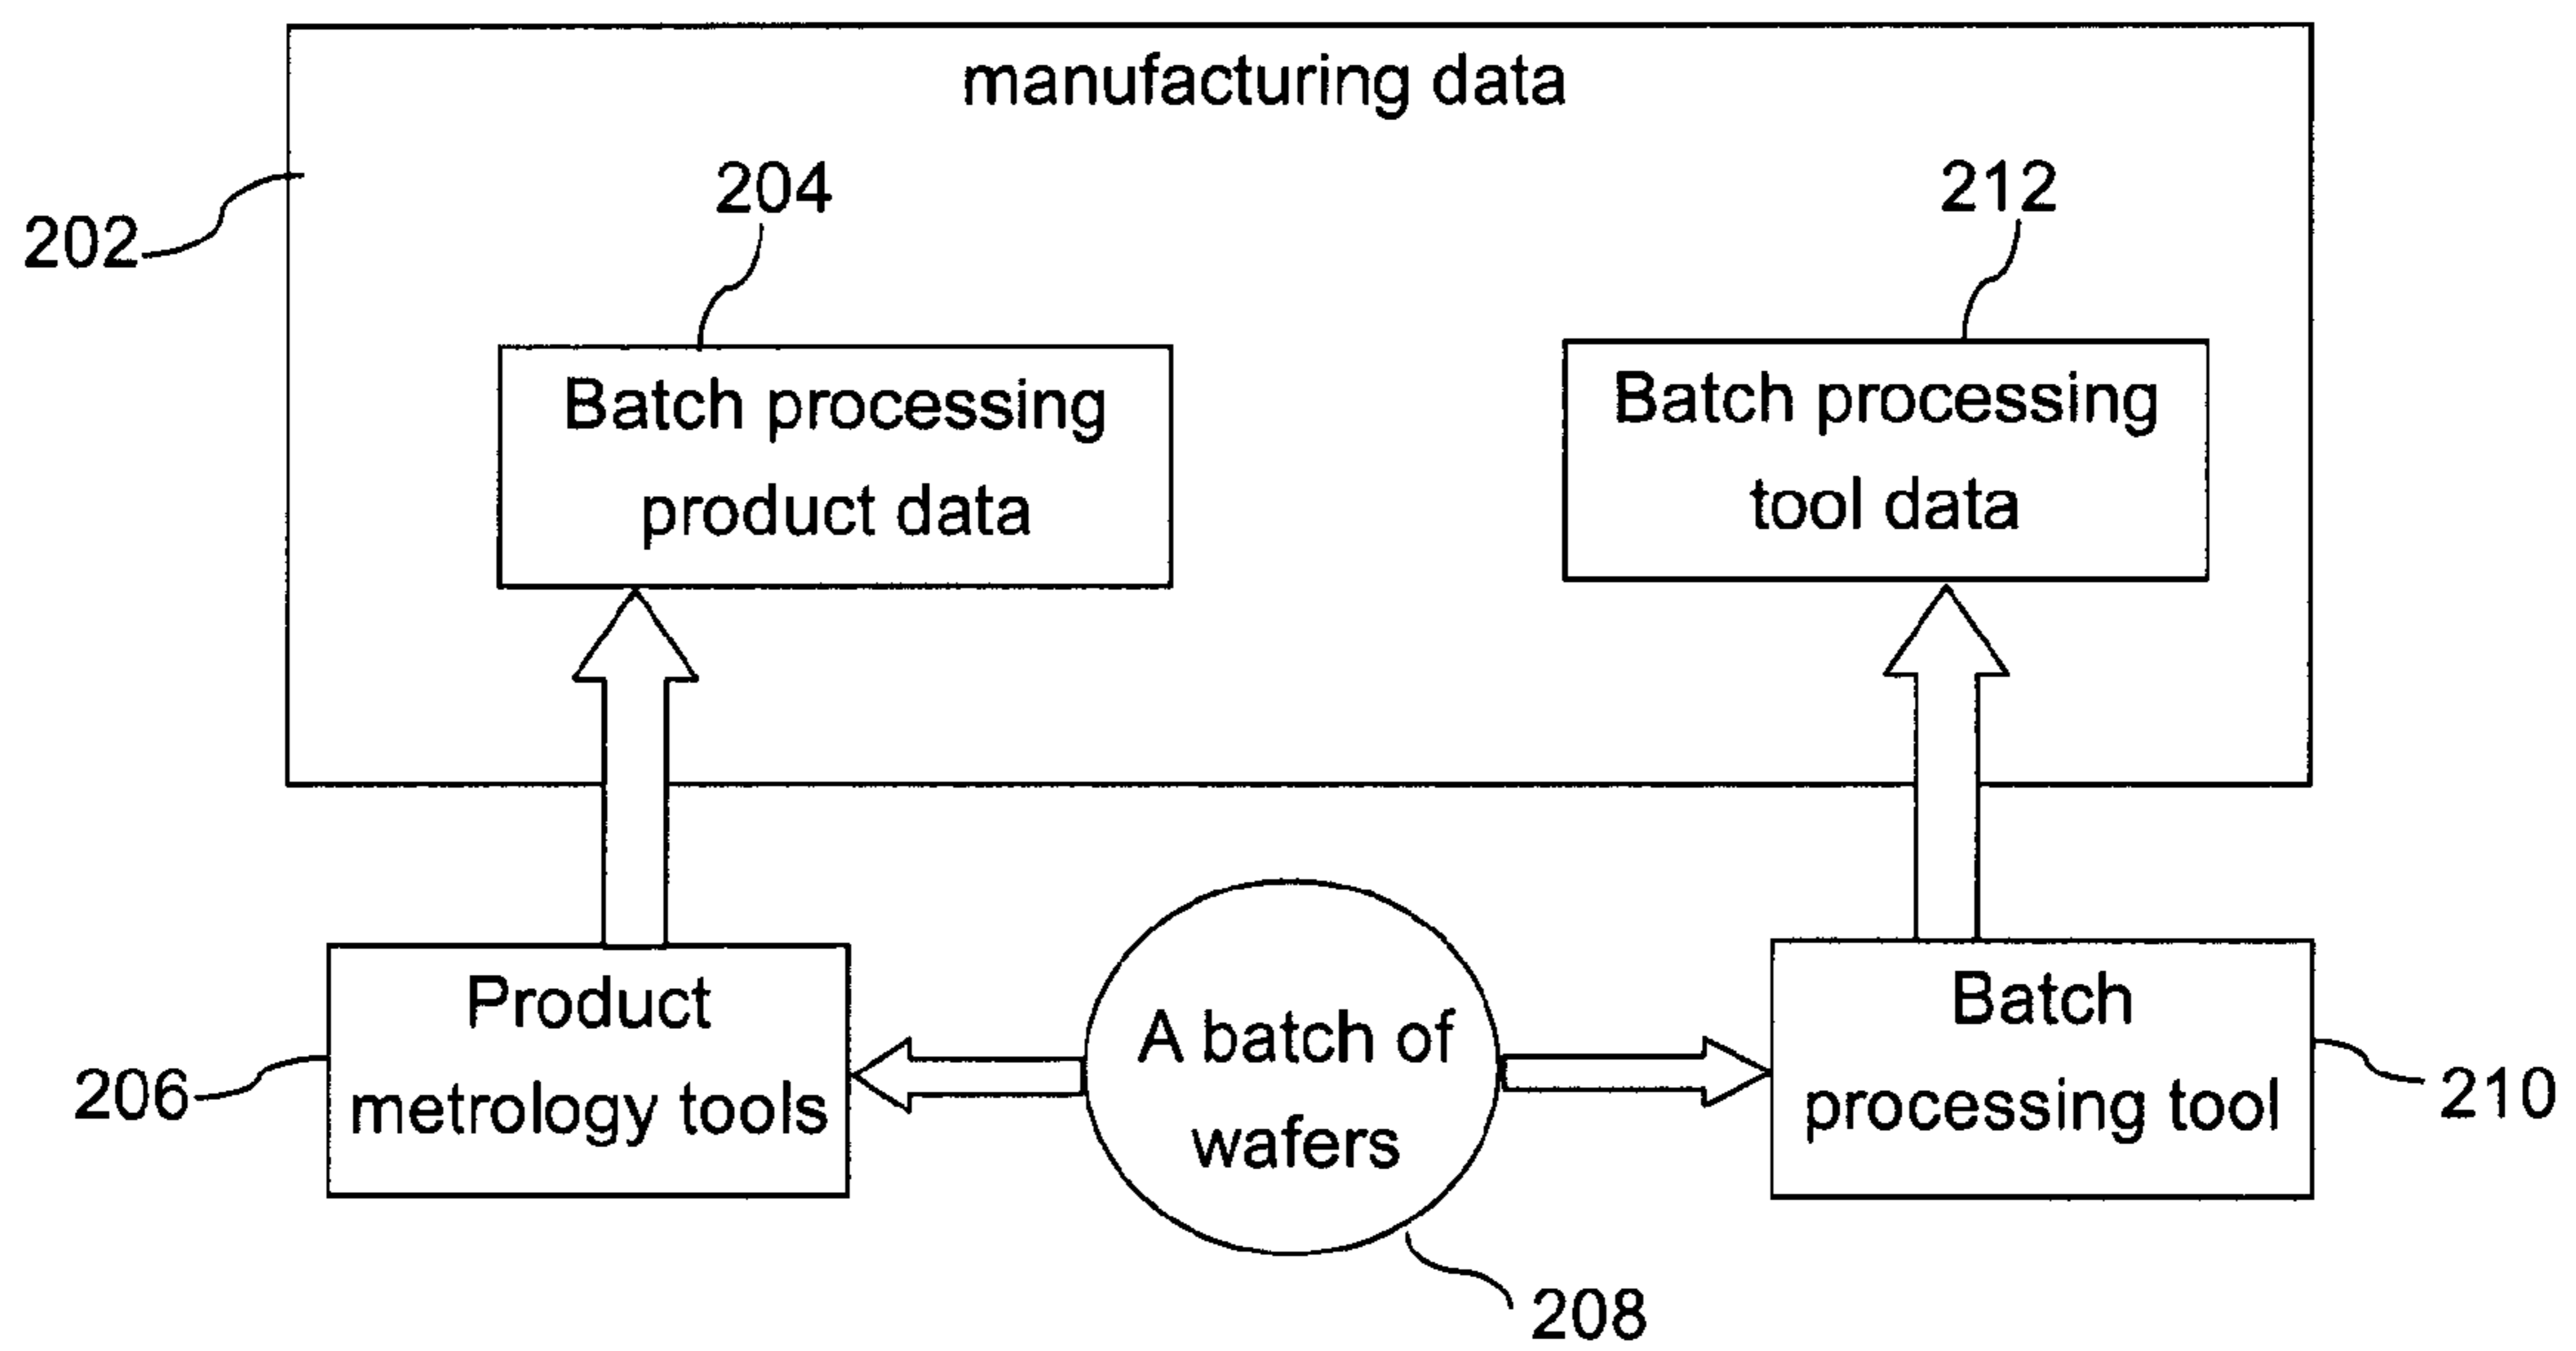 manufacturing data
204
212
202
Batch processing
product data
Batch processing
tool data
Product
metrology tools
206
A batch of
wafers
Batch
processing tool
210
208